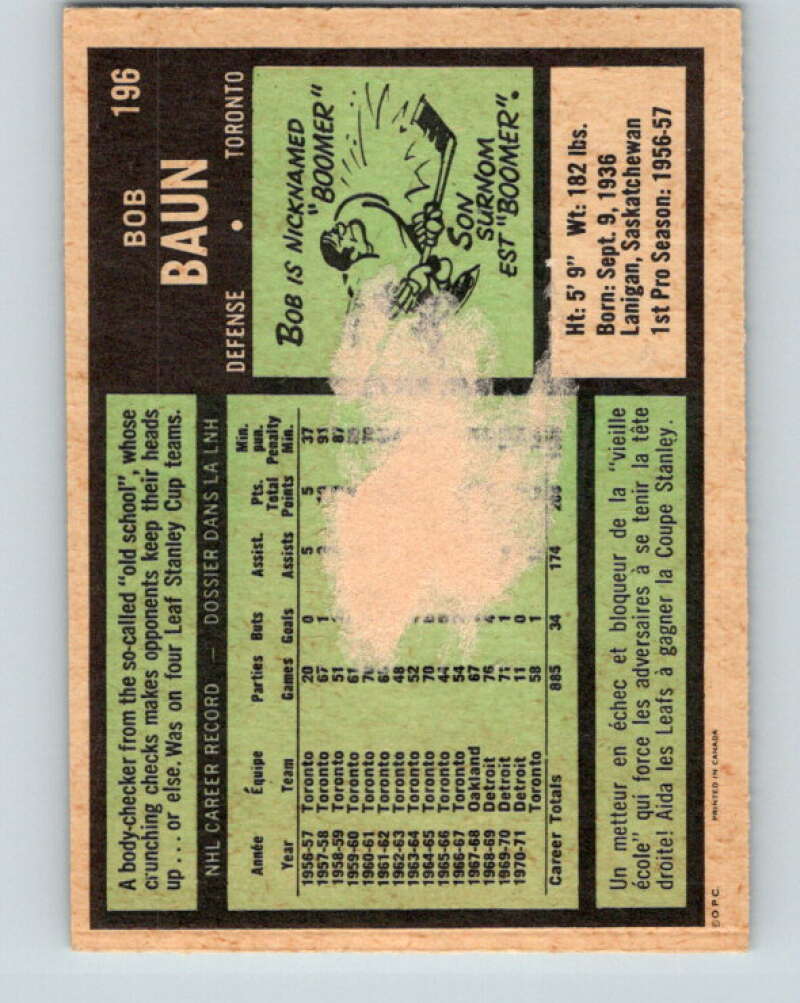 BOB 196
BAUN
DEFENSE • TORONTO
A body-checker from the so-called "old school", whose
crunching checks makes opponents keep their heads
up . . . or else. Was on four Leaf Stanley Cup teams.
NHL CAREER RECORD — DOSSIER DANS LA LNH
Année Équipe Parties Buts Assist. Pts. Total Min. pun.
Year Team Games Goals Assists Points Penalty Min.
1956-57 Toronto 20 0 5 5 37
1957-58 Toronto 67 1 91
1958-59 Toronto 51 87
1959-60 Toronto 61
1960-61 Toronto
1961-62 Toronto
1962-63 Toronto 48
1963-64 Toronto 52
1964-65 Toronto 70
1965-66 Toronto 44
1966-67 Toronto 54
1967-68 Oakland 67
1968-69 Detroit 76
1969-70 Detroit 1
1970-71 Detroit 11 0
Toronto 58 1
Career Totals 885 34 174
BOB IS NICKNAMED
"BOOMER"
SON
SURNOM
EST "BOOMER".
Ht: 5' 9" Wt: 182 lbs.
Born: Sept. 9, 1936
Lanigan, Saskatchewan
1st Pro Season: 1956-57
Un metteur en échec et bloqueur de la "vieille
école" qui force les adversaires à se tenir la tête
droite! Aida les Leafs à gagner la Coupe Stanley.
©O.P.C. PRINTED IN CANADA